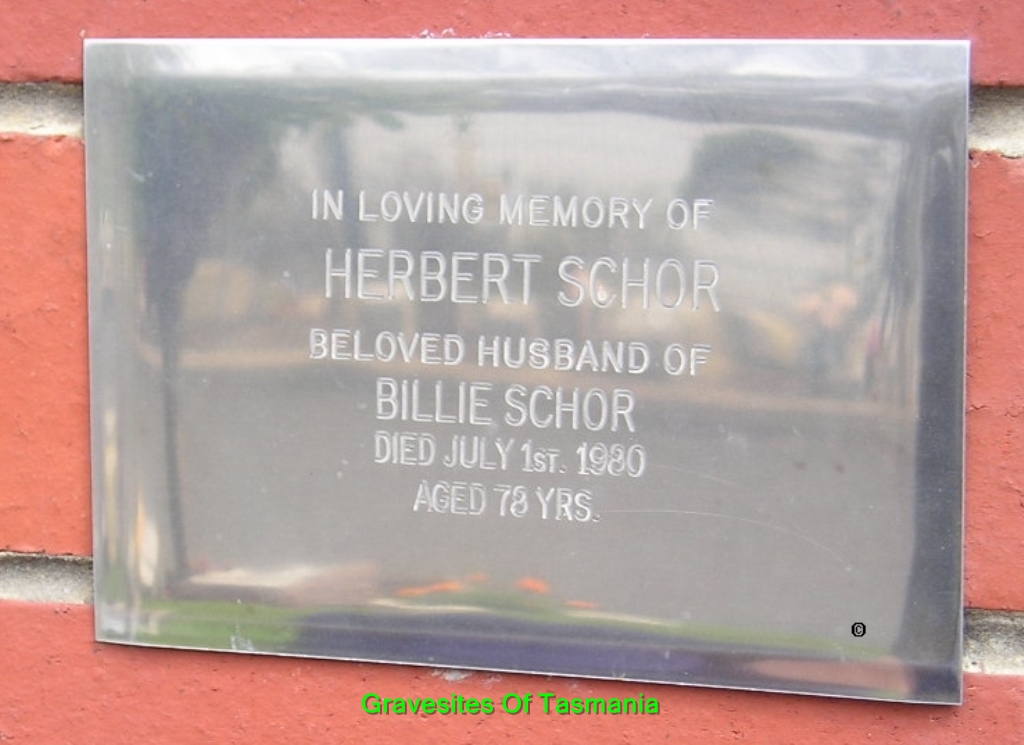 IN LOVING MEMORY OF
HERBERT SCHOR
BELOVED HUSBAND OF
BILLIE SCHOR
DIED JULY 1ST. 1980
AGED 78 YRS.
©
Gravesites Of Tasmania